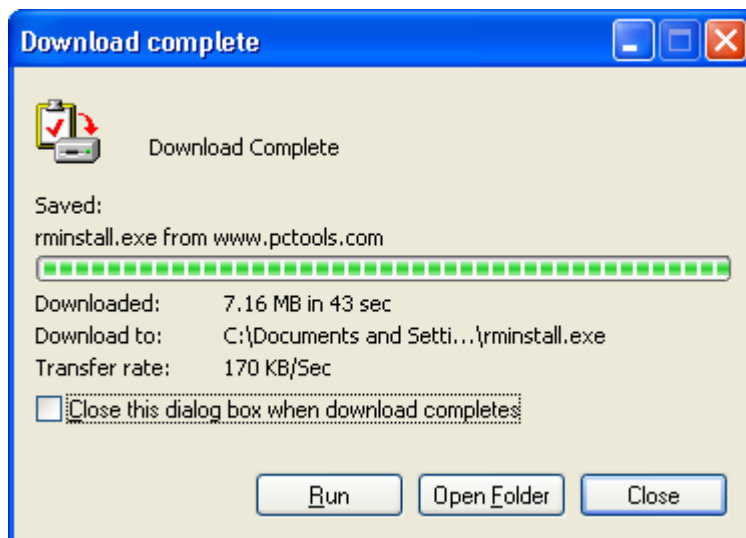 Download complete
Download Complete
Saved:
rminstall.exe from www.pctools.com
Downloaded: 7.16 MB in 43 sec
Download to: C:\Documents and Setti...\rminstall.exe
Transfer rate: 170 KB/Sec
Close this dialog box when download completes
Run Open Folder Close